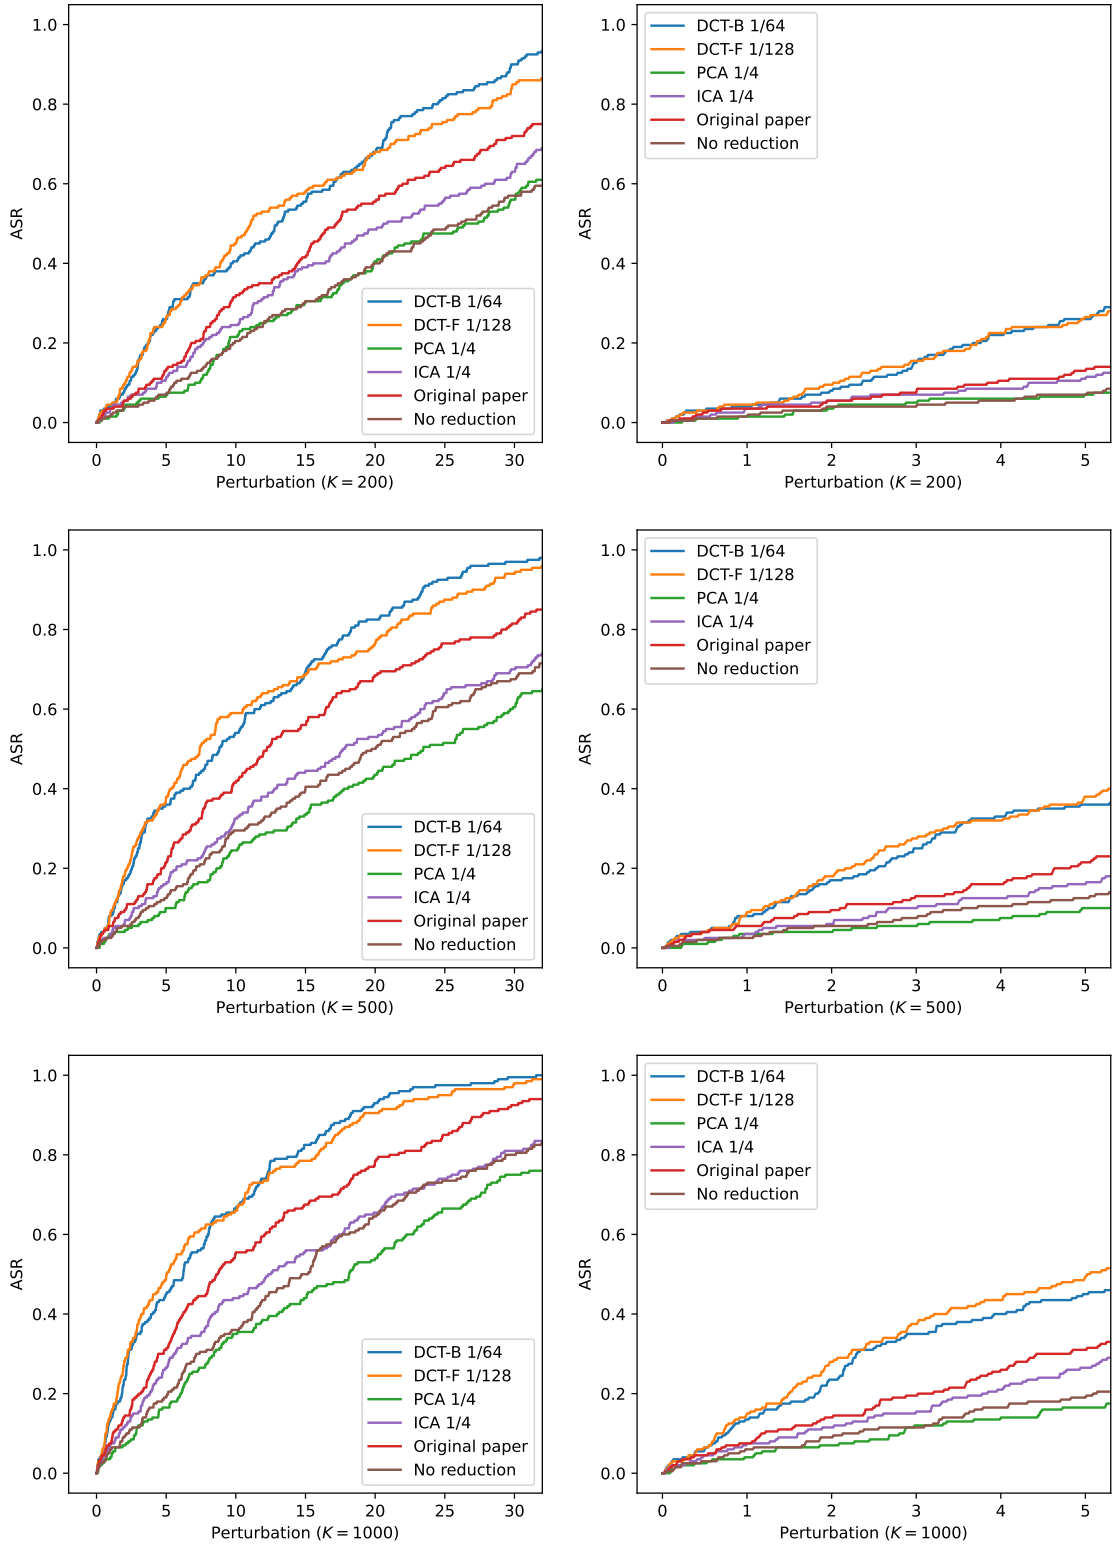 1.0
0.8
0.6
0.4
0.2
0.0
ASR
DCT-B 1/64
DCT-F 1/128
PCA 1/4
ICA 1/4
Original paper
No reduction
0 5 10 15 20 25 30
Perturbation (K = 200)
1.0
0.8
0.6
0.4
0.2
0.0
ASR
DCT-B 1/64
DCT-F 1/128
PCA 1/4
ICA 1/4
Original paper
No reduction
0 1 2 3 4 5
Perturbation (K = 200)
1.0
0.8
0.6
0.4
0.2
0.0
ASR
DCT-B 1/64
DCT-F 1/128
PCA 1/4
ICA 1/4
Original paper
No reduction
0 5 10 15 20 25 30
Perturbation (K = 500)
1.0
0.8
0.6
0.4
0.2
0.0
ASR
DCT-B 1/64
DCT-F 1/128
PCA 1/4
ICA 1/4
Original paper
No reduction
0 1 2 3 4 5
Perturbation (K = 500)
1.0
0.8
0.6
0.4
0.2
0.0
ASR
DCT-B 1/64
DCT-F 1/128
PCA 1/4
ICA 1/4
Original paper
No reduction
0 5 10 15 20 25 30
Perturbation (K = 1000)
1.0
0.8
0.6
0.4
0.2
0.0
ASR
DCT-B 1/64
DCT-F 1/128
PCA 1/4
ICA 1/4
Original paper
No reduction
0 1 2 3 4 5
Perturbation (K = 1000)